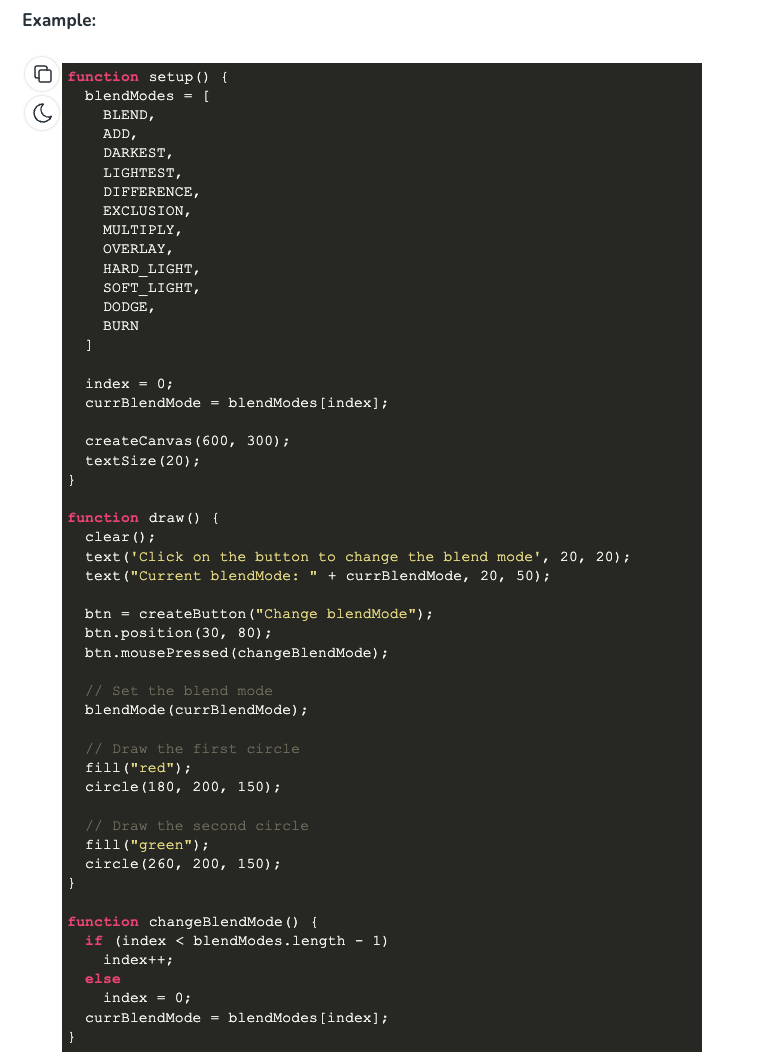 Example:
function setup() {
  blendModes = [
    BLEND,
    ADD,
    DARKEST,
    LIGHTEST,
    DIFFERENCE,
    EXCLUSION,
    MULTIPLY,
    OVERLAY,
    HARD_LIGHT,
    SOFT_LIGHT,
    DODGE,
    BURN
  ]

  index = 0;
  currBlendMode = blendModes[index];

  createCanvas(600, 300);
  textSize(20);
}

function draw() {
  clear();
  text('Click on the button to change the blend mode', 20, 20);
  text("Current blendMode: " + currBlendMode, 20, 50);

  btn = createButton("Change blendMode");
  btn.position(30, 80);
  btn.mousePressed(changeBlendMode);

  // Set the blend mode
  blendMode(currBlendMode);

  // Draw the first circle
  fill("red");
  circle(180, 200, 150);

  // Draw the second circle
  fill("green");
  circle(260, 200, 150);
}

function changeBlendMode() {
  if (index < blendModes.length - 1)
    index++;
  else
    index = 0;
  currBlendMode = blendModes[index];
}